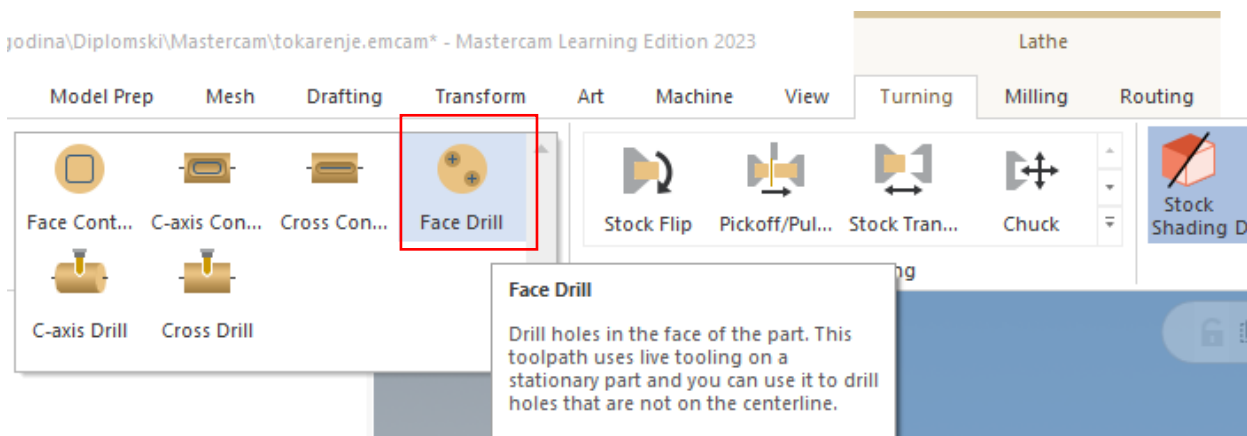 godina\Diplomski\Mastercam\tokarenje.emcam* - Mastercam Learning Edition 2023
Lathe
Model Prep Mesh Drafting Transform Art Machine View Turning Milling Routing
Face Cont... C-axis Con... Cross Con... Face Drill
Stock Flip Pickoff/Pul... Stock Tran... Chuck
Stock
Shading D
C-axis Drill Cross Drill
ng
Face Drill
Drill holes in the face of the part. This
toolpath uses live tooling on a
stationary part and you can use it to drill
holes that are not on the centerline.